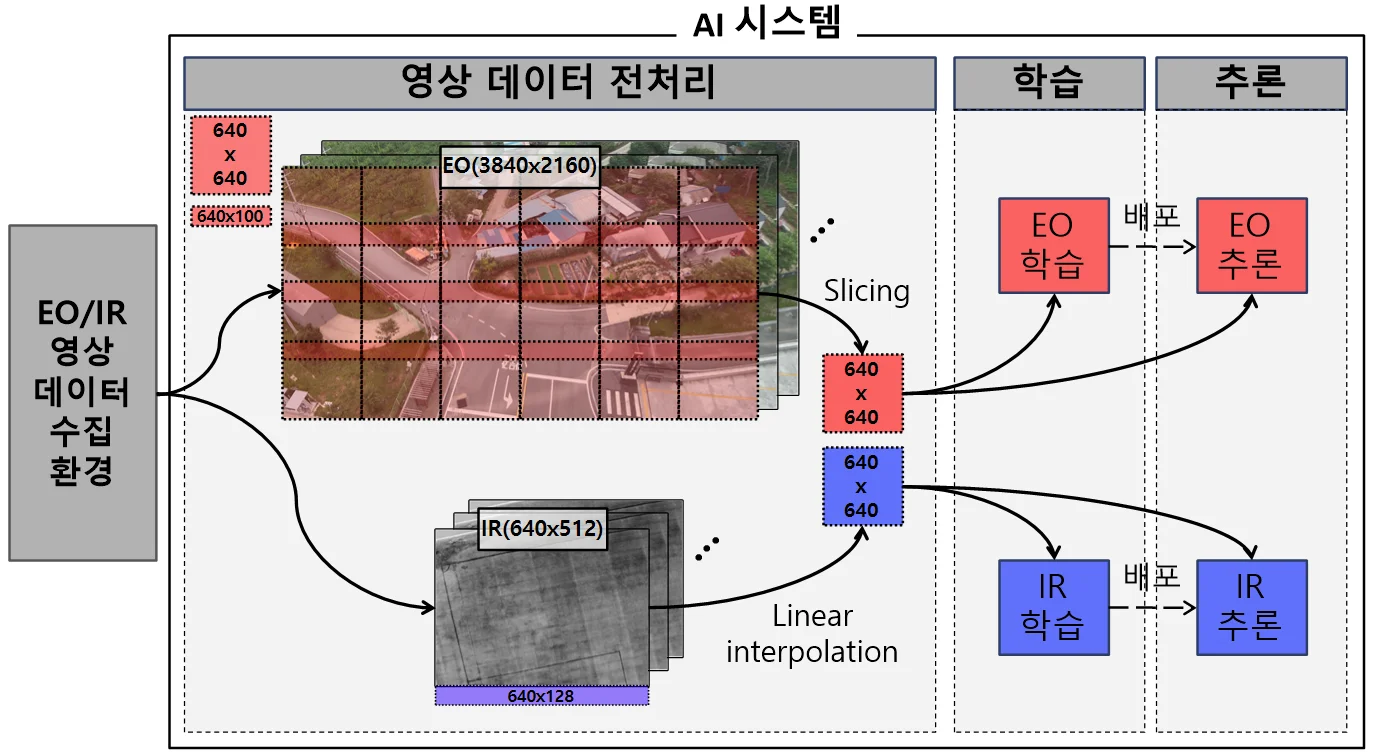 AI 시스템
영상 데이터 전처리
학습
추론
640
x
640
640x100
EO(3840x2160)
EO/IR
영상
데이터
수집
환경
Slicing
640
x
640
640
x
640
IR(640x512)
640x128
Linear
interpolation
EO
학습
배포
EO
추론
IR
학습
배포
IR
추론